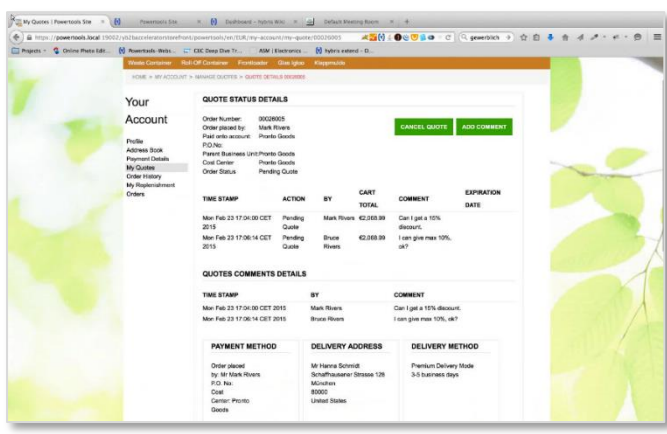 My Quotes | Powertools Site
Powertools Site
Dashboard – hybris Wiki
Default Meeting Room
https://powertools.local:19002/yb2bacceleratorstorefront/powertools/en/EUR/my-account/my-quote/00026005
gewerblich
Projects
Online Photo Edit...
CEC Deep Dive Tr...
ASM | Electronics ...
hybris extend – D...
Waste Container Roll-Off Container Frontloader Glas Iglus Kleppmulde
HOME > MY ACCOUNT > MANAGE QUOTES > QUOTE DETAILS
Your
Account
Profile
Address Book
Payment Details
My Quotes
Order History
My Replenishment
Orders
QUOTE STATUS DETAILS
Order Number: 00026005
Order placed by: Mark Rivers
Paid onto account: Pronto Goods
P.O.No:
Parent Business Unit: Pronto Goods
Cost Center Pronto Goods
Order Status Pending Quote
CANCEL QUOTE ADD COMMENT
TIME STAMP ACTION BY CART TOTAL COMMENT EXPIRATION DATE
Mon Feb 23 17:04:00 CET 2015 Pending Quote Mark Rivers €2,068.99 Can I get a 15% discount.
Mon Feb 23 17:06:14 CET 2015 Pending Quote Bruce Rivers €2,068.99 I can give max 10%, ok?
QUOTES COMMENTS DETAILS
TIME STAMP BY COMMENT
Mon Feb 23 17:04:00 CET 2015 Mark Rivers Can I get a 15% discount.
Mon Feb 23 17:06:14 CET 2015 Bruce Rivers I can give max 10%, ok?
PAYMENT METHOD
Order placed
by: Mr Mark Rivers
P.O. No:
Cost
Center: Pronto
Goods
DELIVERY ADDRESS
Mr Hanna Schmidt
Schaffhausener Strasse 128
München
80000
United States
DELIVERY METHOD
Premium Delivery Mode
3-5 business days